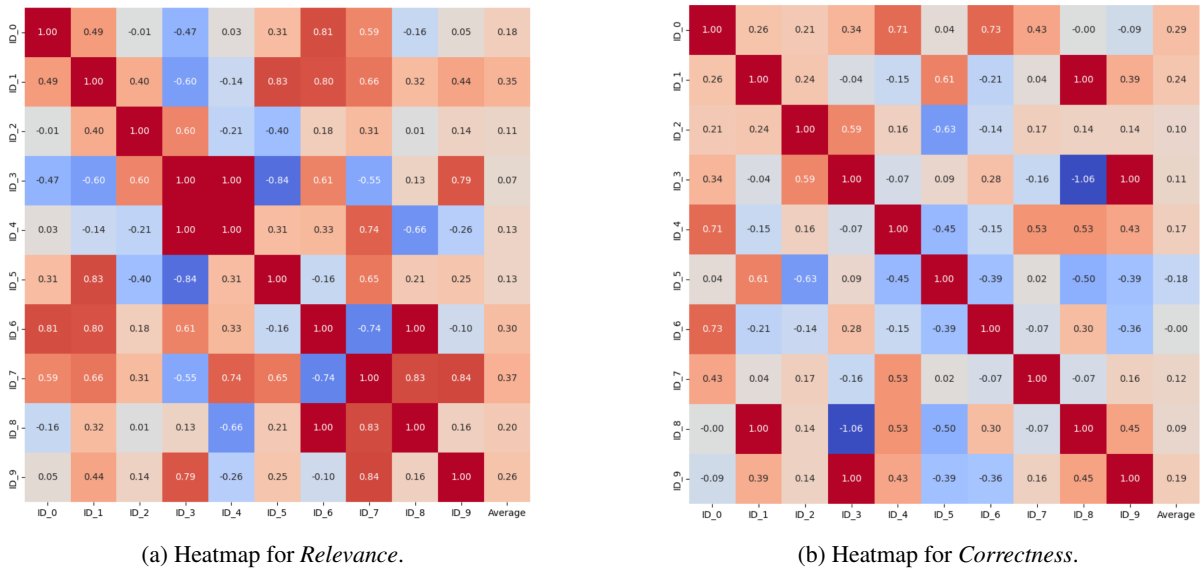 ID_0 1.00 0.49 -0.01 -0.47 0.03 0.31 0.81 0.59 -0.16 0.05 0.18
ID_1 0.49 1.00 0.40 -0.60 -0.14 0.83 0.80 0.66 0.32 0.44 0.35
ID_2 -0.01 0.40 1.00 0.60 -0.21 -0.40 0.18 0.31 0.01 0.14 0.11
ID_3 -0.47 -0.60 0.60 1.00 1.00 -0.84 0.61 -0.55 0.13 0.79 0.07
ID_4 0.03 -0.14 -0.21 1.00 1.00 0.31 0.33 0.74 -0.66 -0.26 0.13
ID_5 0.31 0.83 -0.40 -0.84 0.31 1.00 -0.16 0.65 0.21 0.25 0.13
ID_6 0.81 0.80 0.18 0.61 0.33 -0.16 1.00 -0.74 1.00 -0.10 0.30
ID_7 0.59 0.66 0.31 -0.55 0.74 0.65 -0.74 1.00 0.83 0.84 0.37
ID_8 -0.16 0.32 0.01 0.13 -0.66 0.21 1.00 0.83 1.00 0.16 0.20
ID_9 0.05 0.44 0.14 0.79 -0.26 0.25 -0.10 0.84 0.16 1.00 0.26
ID_0 ID_1 ID_2 ID_3 ID_4 ID_5 ID_6 ID_7 ID_8 ID_9 Average
(a) Heatmap for Relevance.
ID_0 1.00 0.26 0.21 0.34 0.71 0.04 0.73 0.43 -0.00 -0.09 0.29
ID_1 0.26 1.00 0.24 -0.04 -0.15 0.61 -0.21 0.04 1.00 0.39 0.24
ID_2 0.21 0.24 1.00 0.59 0.16 -0.63 -0.14 0.17 0.14 0.14 0.10
ID_3 0.34 -0.04 0.59 1.00 -0.07 0.09 0.28 -0.16 -1.06 1.00 0.11
ID_4 0.71 -0.15 0.16 -0.07 1.00 -0.45 -0.15 0.53 0.53 0.43 0.17
ID_5 0.04 0.61 -0.63 0.09 -0.45 1.00 -0.39 0.02 -0.50 -0.39 -0.18
ID_6 0.73 -0.21 -0.14 0.28 -0.15 -0.39 1.00 -0.07 0.30 -0.36 -0.00
ID_7 0.43 0.04 0.17 -0.16 0.53 0.02 -0.07 1.00 -0.07 0.16 0.12
ID_8 -0.00 1.00 0.14 -1.06 0.53 -0.50 0.30 -0.07 1.00 0.45 0.09
ID_9 -0.09 0.39 0.14 1.00 0.43 -0.39 -0.36 0.16 0.45 1.00 0.19
ID_0 ID_1 ID_2 ID_3 ID_4 ID_5 ID_6 ID_7 ID_8 ID_9 Average
(b) Heatmap for Correctness.